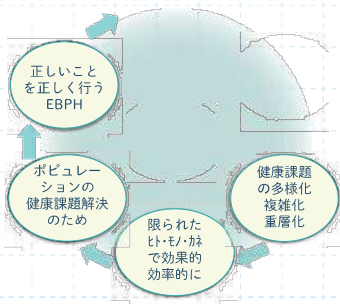 正しいこと
を正しく行う
EBPH
ポピュレー
ションの
健康課題解決
のため
限られた
ﾋﾄ・ﾓﾉ・ｶﾈ
で効果的
効率的に
健康課題
の多様化
複雑化
重層化